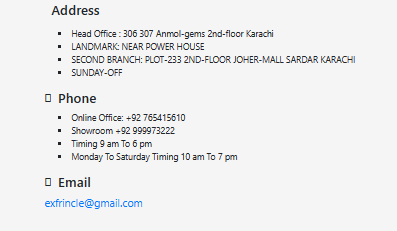 Address
Head Office : 306 307 Anmol-gems 2nd-floor Karachi
LANDMARK: NEAR POWER HOUSE
SECOND BRANCH: PLOT-233 2ND-FLOOR JOHER-MALL SARDAR KARACHI
SUNDAY-OFF
Phone
Online Office: +92 765415610
Showroom +92 999973222
Timing 9 am To 6 pm
Monday To Saturday Timing 10 am To 7 pm
Email
exfrincie@gmail.com